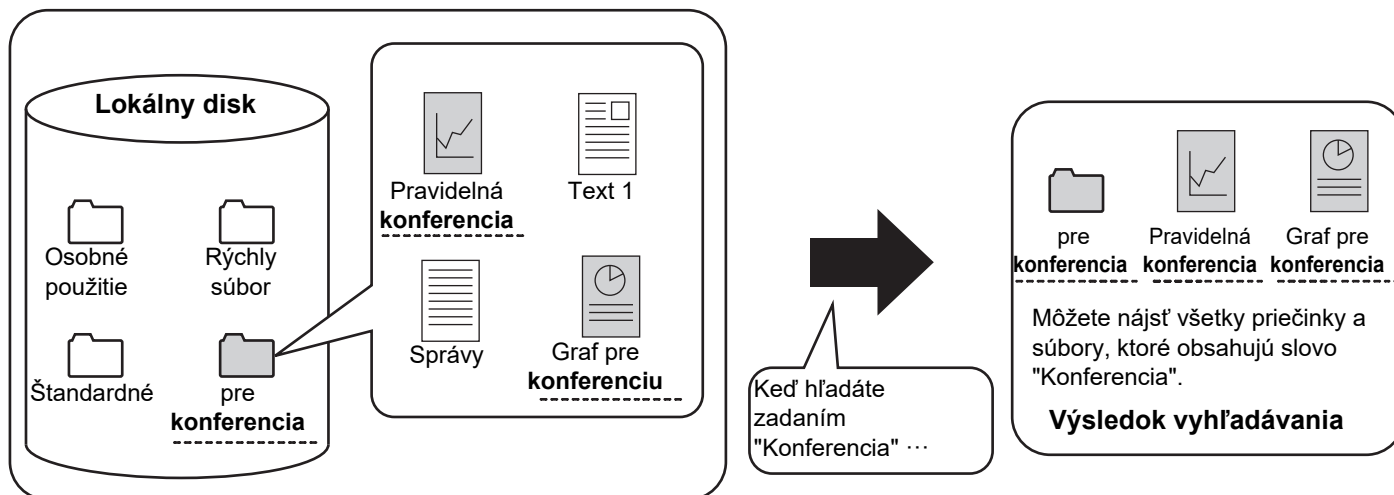 Lokálny disk
Osobné
použitie
Rýchly
súbor
Štandardné
pre
konferencia
Pravidelná
konferencia
Text 1
Správy
Graf pre
konferenciu
Keď hľadáte
zadaním
"Konferencia" ···
pre
konferencia
Pravidelná
konferencia
Graf pre
konferencia
Môžete nájsť všetky priečinky a
súbory, ktoré obsahujú slovo
"Konferencia".
Výsledok vyhľadávania